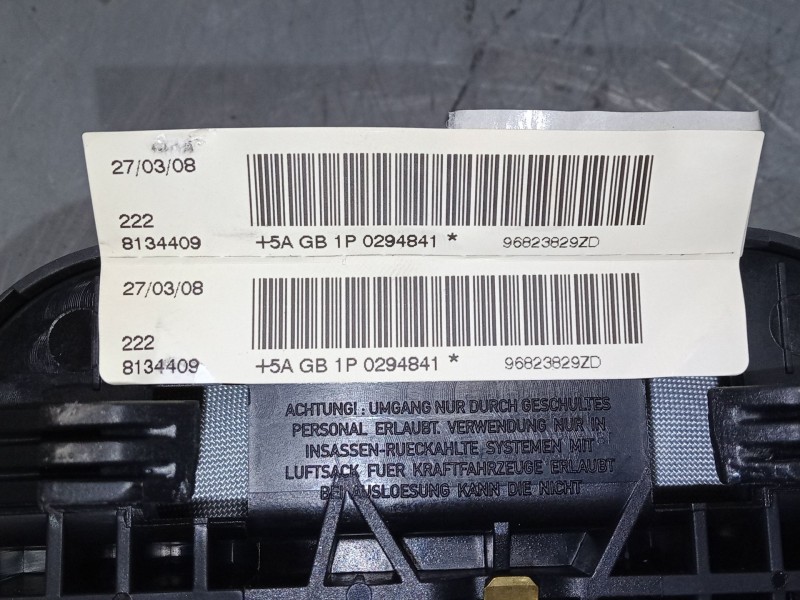 27/03/08
222
8134409 +5A GB 1P 0294841 * 96823829ZD
27/03/08
222
8134409 +5A GB 1P 0294841 * 96823829ZD
ACHTUNG!. UMGANG NUR DURCH GESCHULTES
PERSONAL ERLAUBT. VERWENDUNG NUR IN
INSASSEN-RUECKAHLTE SYSTEMEN MIT
LUFTSACK FUER KRAFTFAHRZEUGE ERLAUBT
BEI AUSLOESUNG KANN DIE NICHT